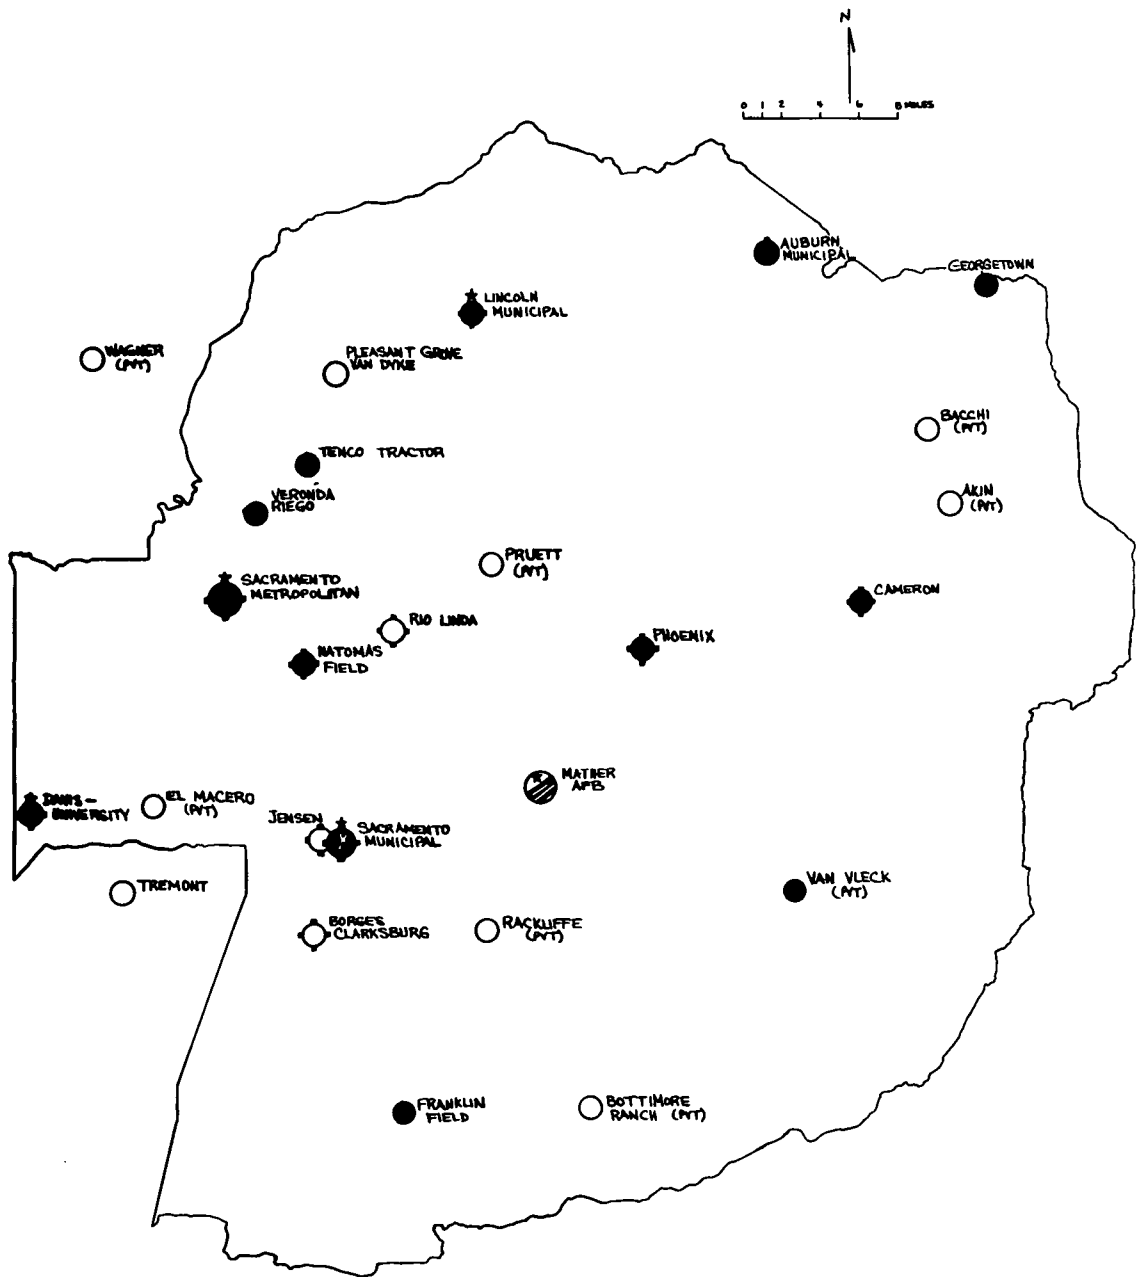 N
0 1 2 4 6 8 MILES
AUBURN
MUNICIPAL
GEORGETOWN
LINCOLN
MUNICIPAL
WAGNER
(PVT)
PLEASANT GROVE
VAN DYKE
BACCHI
(PVT)
TENCO TRACTOR
VERONDA
RIEGO
AKIN
(PVT)
PRUETT
(PVT)
SACRAMENTO
METROPOLITAN
CAMERON
RIO LINDA
PHOENIX
NATOMAS
FIELD
MATHER
AFB
DAVIS-
UNIVERSITY
EL MACERO
(PVT)
JENSEN
SACRAMENTO
MUNICIPAL
TREMONT
VAN VLECK
(PVT)
BORGES
CLARKSBURG
RACKLIFFE
(PVT)
FRANKLIN
FIELD
BOTTIMORE
RANCH (PVT)